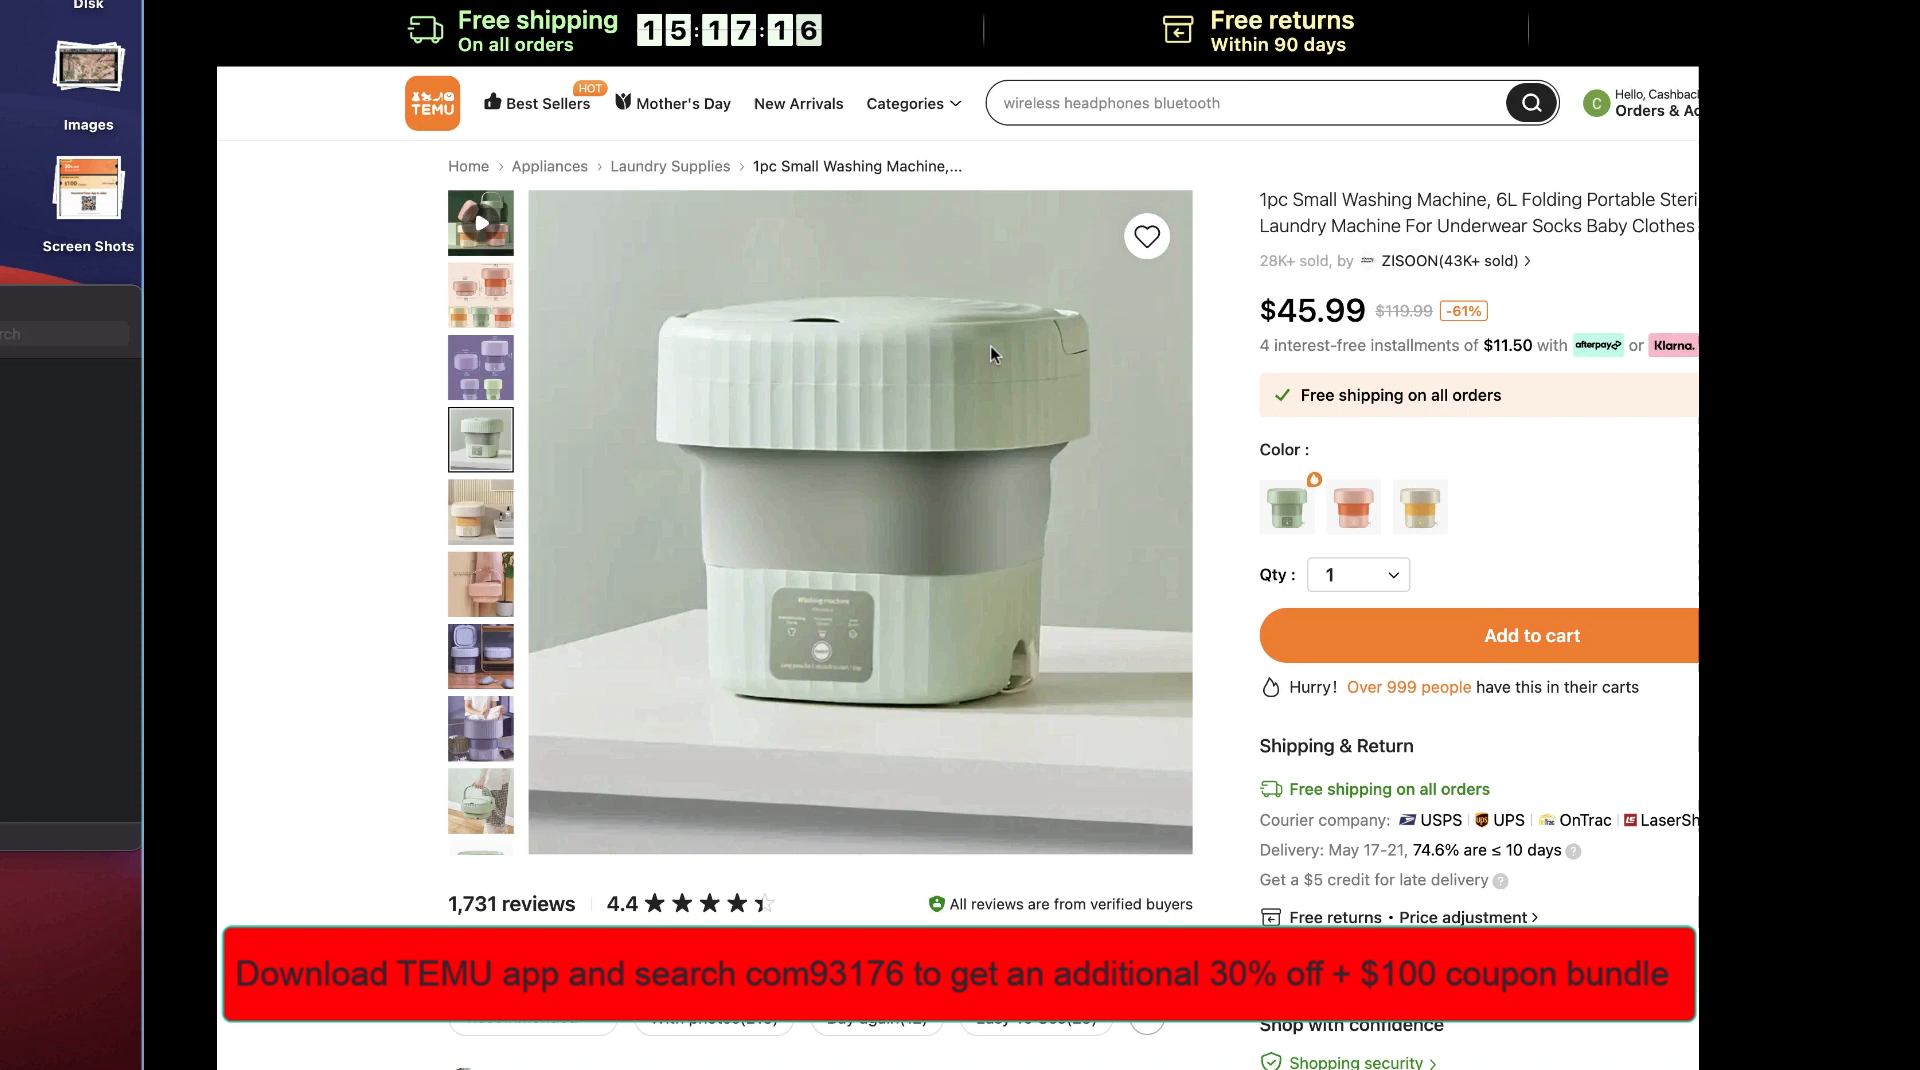 Disk
Images
Screen Shots
rch
Free shipping
On all orders
15:17:16
Free returns
Within 90 days
TEMU
Best Sellers
HOT
Mother's Day
New Arrivals
Categories
wireless headphones bluetooth
C
Hello, Cashbac
Orders & Ac
Home > Appliances > Laundry Supplies > 1pc Small Washing Machine,...
1pc Small Washing Machine, 6L Folding Portable Steri
Laundry Machine For Underwear Socks Baby Clothes
28K+ sold, by ZISOON(43K+ sold) >
$45.99 $119.99 -61%
4 interest-free installments of $11.50 with afterpay or Klarna.
Free shipping on all orders
Color :
Qty : 1
Add to cart
Hurry! Over 999 people have this in their carts
Shipping & Return
Free shipping on all orders
Courier company: USPS UPS OnTrac LaserSh
Delivery: May 17-21, 74.6% are ≤ 10 days ?
Get a $5 credit for late delivery ?
Free returns • Price adjustment >
Washing machine
1,731 reviews 4.4
All reviews are from verified buyers
Download TEMU app and search com93176 to get an additional 30% off + $100 coupon bundle
Shop with confidence
Shopping security >